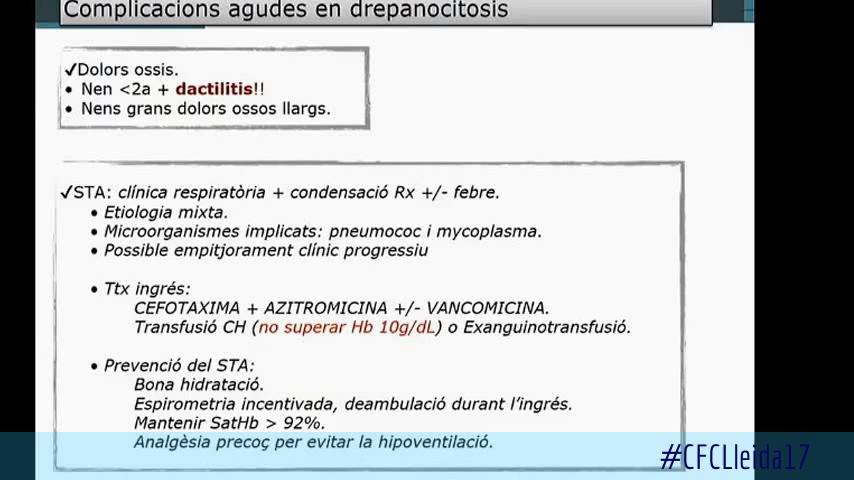 Complicacions agudes en drepanocitosis
✓Dolors ossis.
• Nen <2a + dactilitis!!
• Nens grans dolors ossos llargs.
✓STA: clínica respiratòria + condensació Rx +/- febre.
• Etiologia mixta.
• Microorganismes implicats: pneumococ i mycoplasma.
• Possible empitjorament clínic progressiu
• Ttx ingrés:
CEFOTAXIMA + AZITROMICINA +/- VANCOMICINA.
Transfusió CH (no superar Hb 10g/dL) o Exanguinotransfusió.
• Prevenció del STA:
Bona hidratació.
Espirometria incentivada, deambulació durant l'ingrés.
Mantenir SatHb > 92%.
Analgèsia precoç per evitar la hipoventilació.
#CFCLleida17